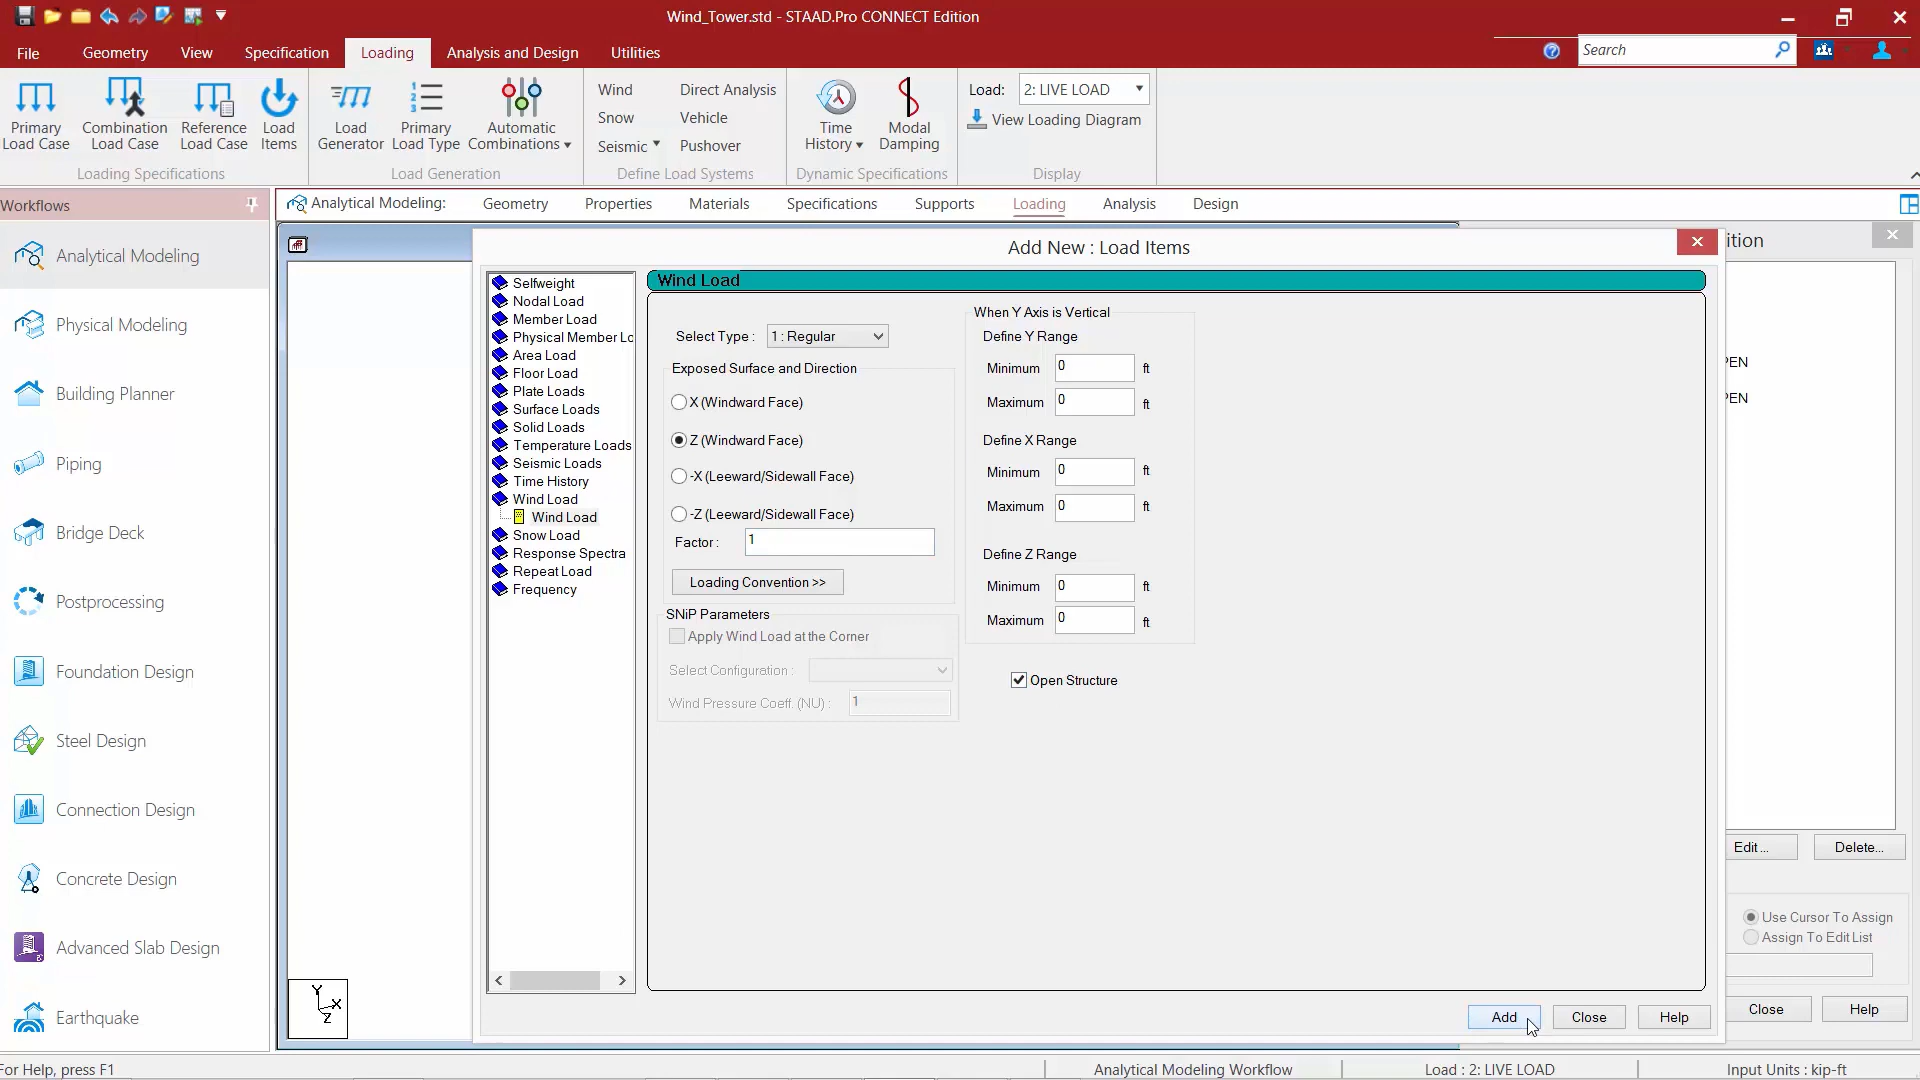 Wind_Tower.std - STAAD.Pro CONNECT Edition
File Geometry View Specification Loading Analysis and Design Utilities
Search
Primary Load Case
Combination Load Case
Reference Load Case
Load Items
Loading Specifications
Load Generator
Primary Load Type
Automatic Combinations
Load Generation
Wind
Snow
Seismic
Direct Analysis
Vehicle
Pushover
Define Load Systems
Time History
Modal Damping
Dynamic Specifications
Load: 2: LIVE LOAD
View Loading Diagram
Display
Workflows
Analytical Modeling
Physical Modeling
Building Planner
Piping
Bridge Deck
Postprocessing
Foundation Design
Steel Design
Connection Design
Concrete Design
Advanced Slab Design
Earthquake
Analytical Modeling: Geometry Properties Materials Specifications Supports Loading Analysis Design
Add New : Load Items
Selfweight
Nodal Load
Member Load
Physical Member Lo
Area Load
Floor Load
Plate Loads
Surface Loads
Solid Loads
Temperature Loads
Seismic Loads
Time History
Wind Load
Wind Load
Snow Load
Response Spectra
Repeat Load
Frequency
Wind Load
Select Type : 1 : Regular
Exposed Surface and Direction
X (Windward Face)
Z (Windward Face)
-X (Leeward/Sidewall Face)
-Z (Leeward/Sidewall Face)
Factor : 1
Loading Convention >>
SNiP Parameters
Apply Wind Load at the Corner
Select Configuration :
Wind Pressure Coeff. (NU) : 1
When Y Axis is Vertical
Define Y Range
Minimum 0 ft
Maximum 0 ft
Define X Range
Minimum 0 ft
Maximum 0 ft
Define Z Range
Minimum 0 ft
Maximum 0 ft
Open Structure
Add Close Help
ition
PEN
PEN
Edit... Delete...
Use Cursor To Assign
Assign To Edit List
Close Help
Y
X
Z
For Help, press F1
Analytical Modeling Workflow
Load : 2: LIVE LOAD
Input Units : kip-ft